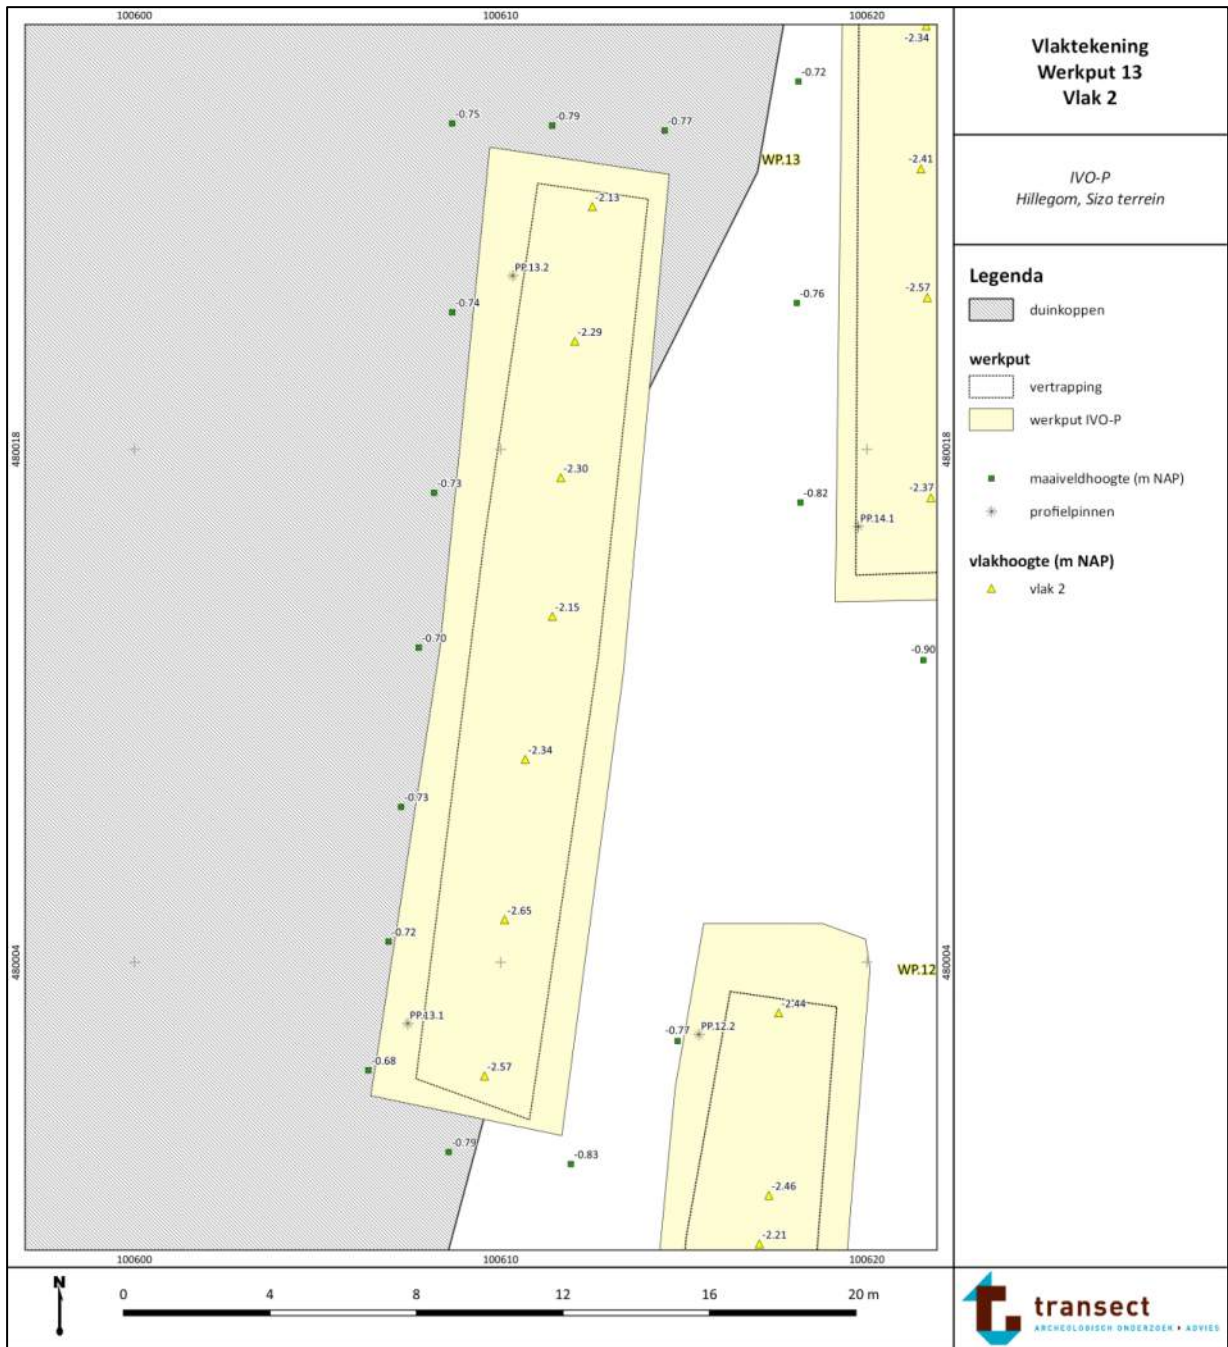 100600
100610
100620
-2.34
-0.72
-0.75
-0.79
-0.77
WP.13
-2.41
-2.13
PP.13.2
-2.57
-0.76
-0.74
-2.29
480018
480018
-2.30
-0.73
-2.37
-0.82
PP.14.1
-2.15
-0.70
-0.90
-2.34
-0.73
-2.65
-0.72
480004
480004
WP.12
-2.44
PP.13.1
-0.77
PP.12.2
-0.68
-2.57
-0.79
-0.83
-2.46
-2.21
100600
100610
100620
Vlaktekening
Werkput 13
Vlak 2
IVO-P
Hillegom, Sizo terrein
Legenda
duinkoppen
werkput
vertrapping
werkput IVO-P
maaiveldhoogte (m NAP)
profielpinnen
vlakhoogte (m NAP)
vlak 2
N
0
4
8
12
16
20 m
transect
ARCHEOLOGISCH ONDERZOEK • ADVIES